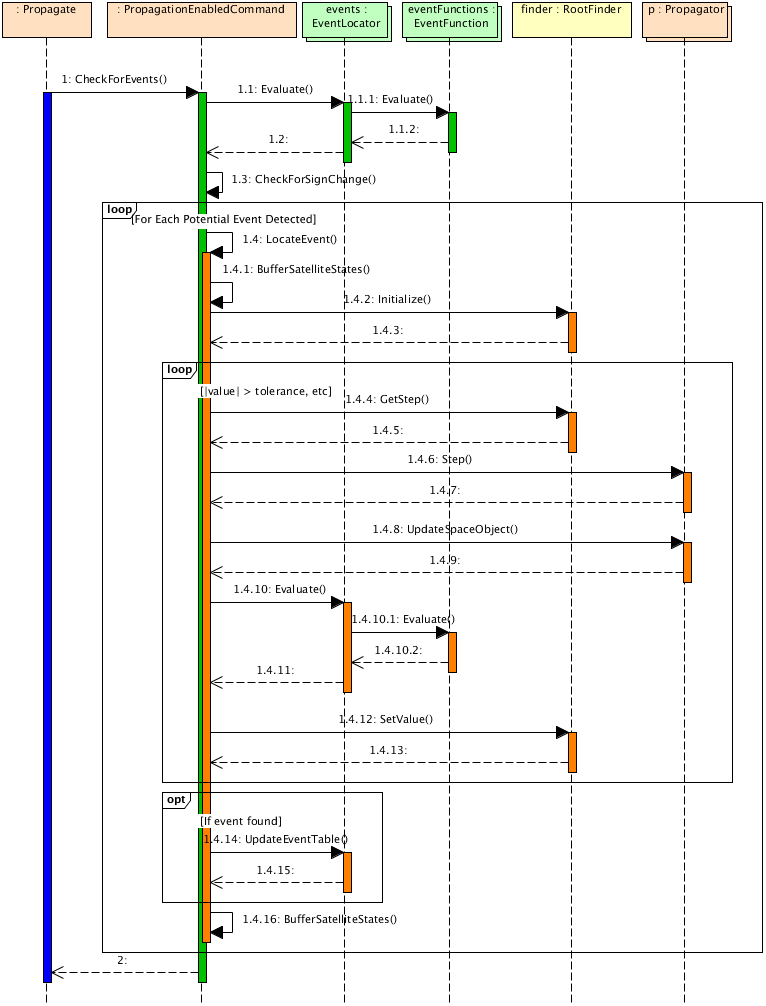 : Propagate
: PropagationEnabledCommand
events :
EventLocator
eventFunctions :
EventFunction
finder : RootFinder
p : Propagator
1: CheckForEvents()
1.1: Evaluate()
1.1.1: Evaluate()
1.1.2:
1.2:
1.3: CheckForSignChange()
loop
[For Each Potential Event Detected]
1.4: LocateEvent()
1.4.1: BufferSatelliteStates()
1.4.2: Initialize()
1.4.3:
loop
[|value| > tolerance, etc]
1.4.4: GetStep()
1.4.5:
1.4.6: Step()
1.4.7:
1.4.8: UpdateSpaceObject()
1.4.9:
1.4.10: Evaluate()
1.4.10.1: Evaluate()
1.4.10.2:
1.4.11:
1.4.12: SetValue()
1.4.13:
opt
[If event found]
1.4.14: UpdateEventTable()
1.4.15:
1.4.16: BufferSatelliteStates()
2: